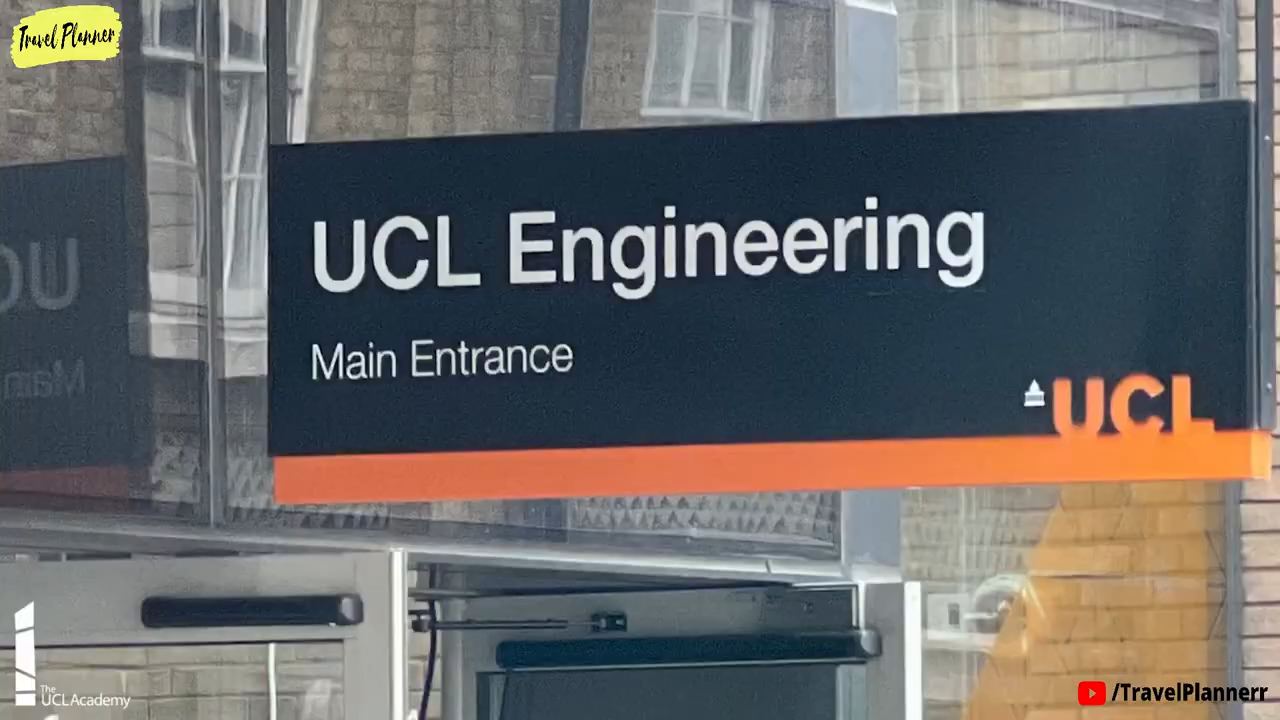 Travel Planner
UCL Engineering
Main Entrance
UCL
The
UCL Academy
/TravelPlannerr